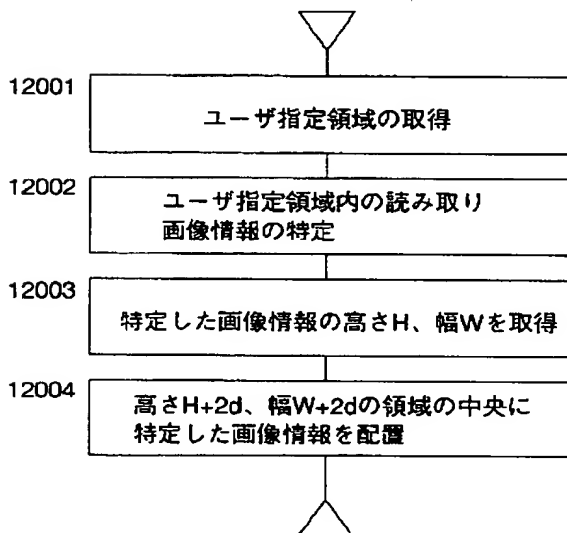 12001
ユーザ指定領域の取得
12002
ユーザ指定領域内の読み取り
画像情報の特定
12003
特定した画像情報の高さH、幅Wを取得
12004
高さH+2d、幅W+2dの領域の中央に
特定した画像情報を配置